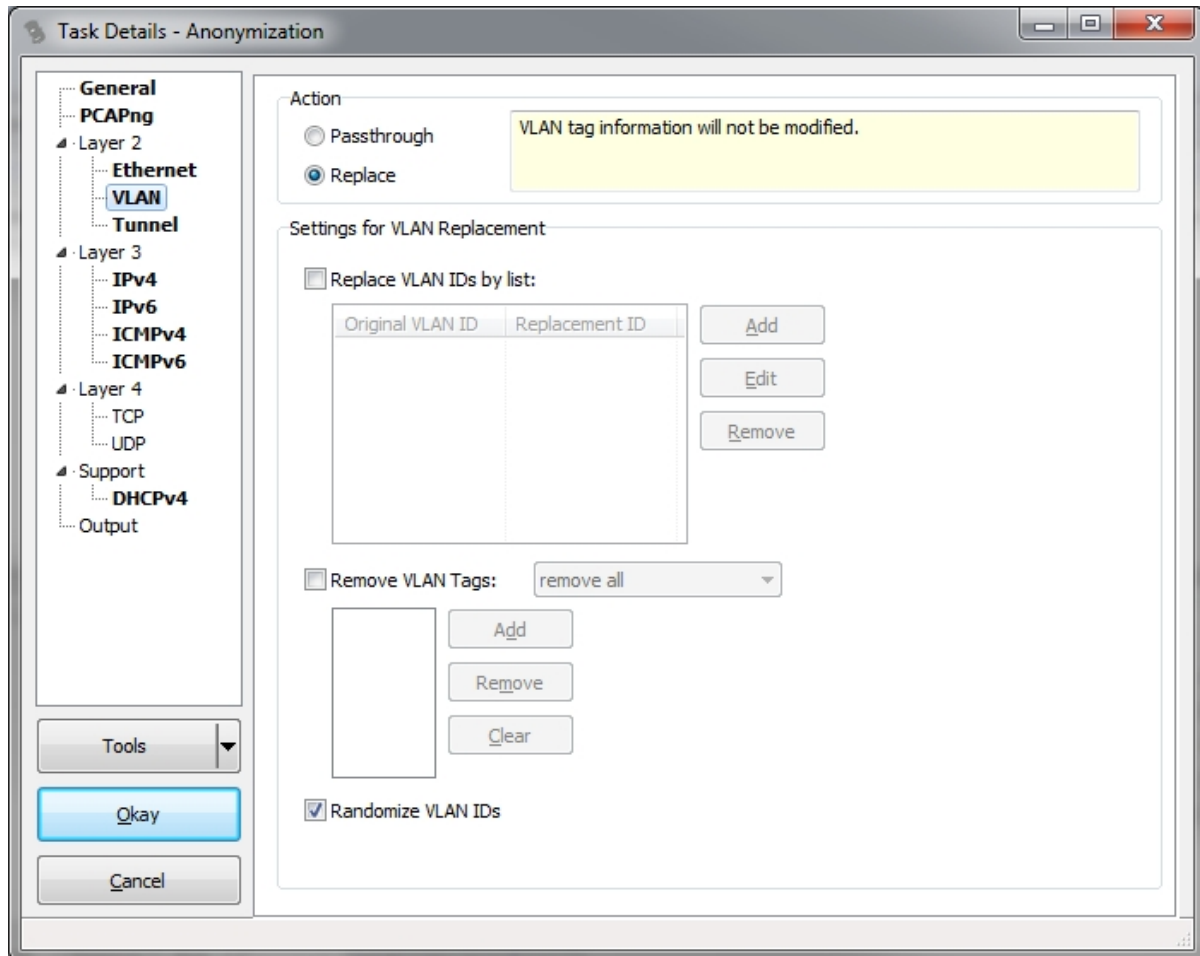 Task Details - Anonymization
General
PCAPng
Layer 2
Ethernet
VLAN
Tunnel
Layer 3
IPv4
IPv6
ICMPv4
ICMPv6
Layer 4
TCP
UDP
Support
DHCPv4
Output
Tools
Okay
Cancel
Action
Passthrough
Replace
VLAN tag information will not be modified.
Settings for VLAN Replacement
Replace VLAN IDs by list:
Original VLAN ID Replacement ID
Add
Edit
Remove
Remove VLAN Tags: remove all
Add
Remove
Clear
Randomize VLAN IDs